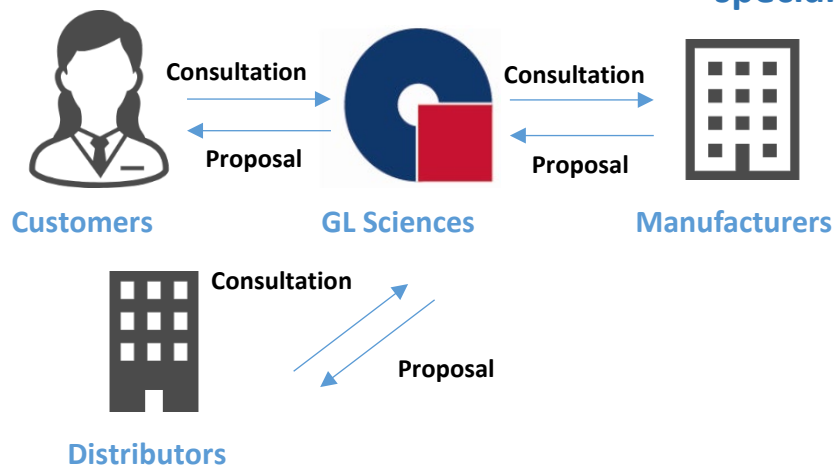 Consultation
Consultation
Proposal
Proposal
Customers
GL Sciences
Manufacturers
Consultation
Proposal
Distributors